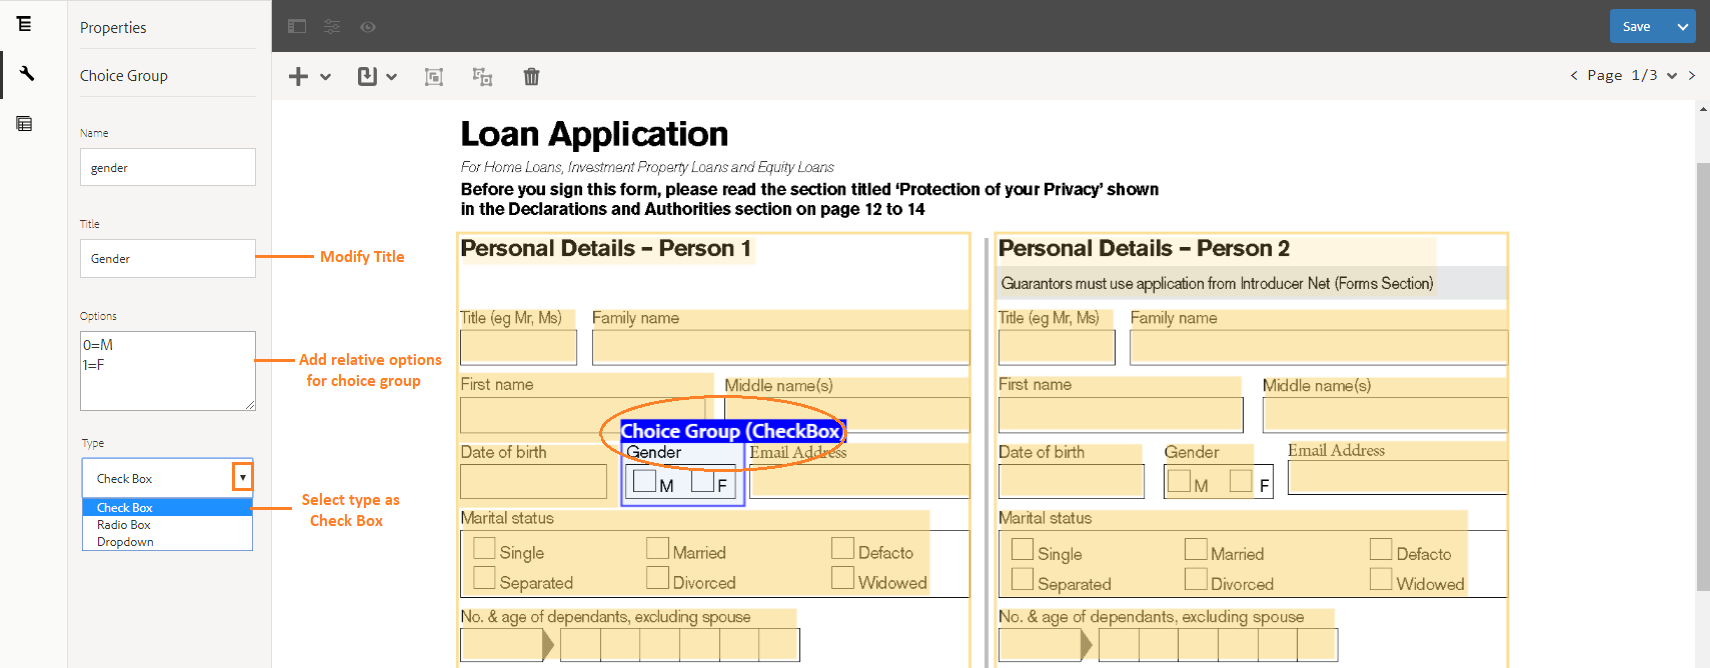 Properties
Save
Choice Group
Page 1/3
Name
gender
Title
Gender
Modify Title
Options
0=M
1=F
Add relative options
for choice group
Type
Check Box
Check Box
Radio Box
Dropdown
Select type as
Check Box
Loan Application
For Home Loans, Investment Property Loans and Equity Loans
Before you sign this form, please read the section titled ‘Protection of your Privacy’ shown
in the Declarations and Authorities section on page 12 to 14
Personal Details – Person 1
Title (eg Mr, Ms) Family name
First name Middle name(s)
Choice Group (CheckBox)
Date of birth Gender Email Address
M F
Marital status
Single Married Defacto
Separated Divorced Widowed
No. & age of dependants, excluding spouse
Personal Details – Person 2
Guarantors must use application from Introducer Net (Forms Section)
Title (eg Mr, Ms) Family name
First name Middle name(s)
Date of birth Gender Email Address
M F
Marital status
Single Married Defacto
Separated Divorced Widowed
No. & age of dependants, excluding spouse